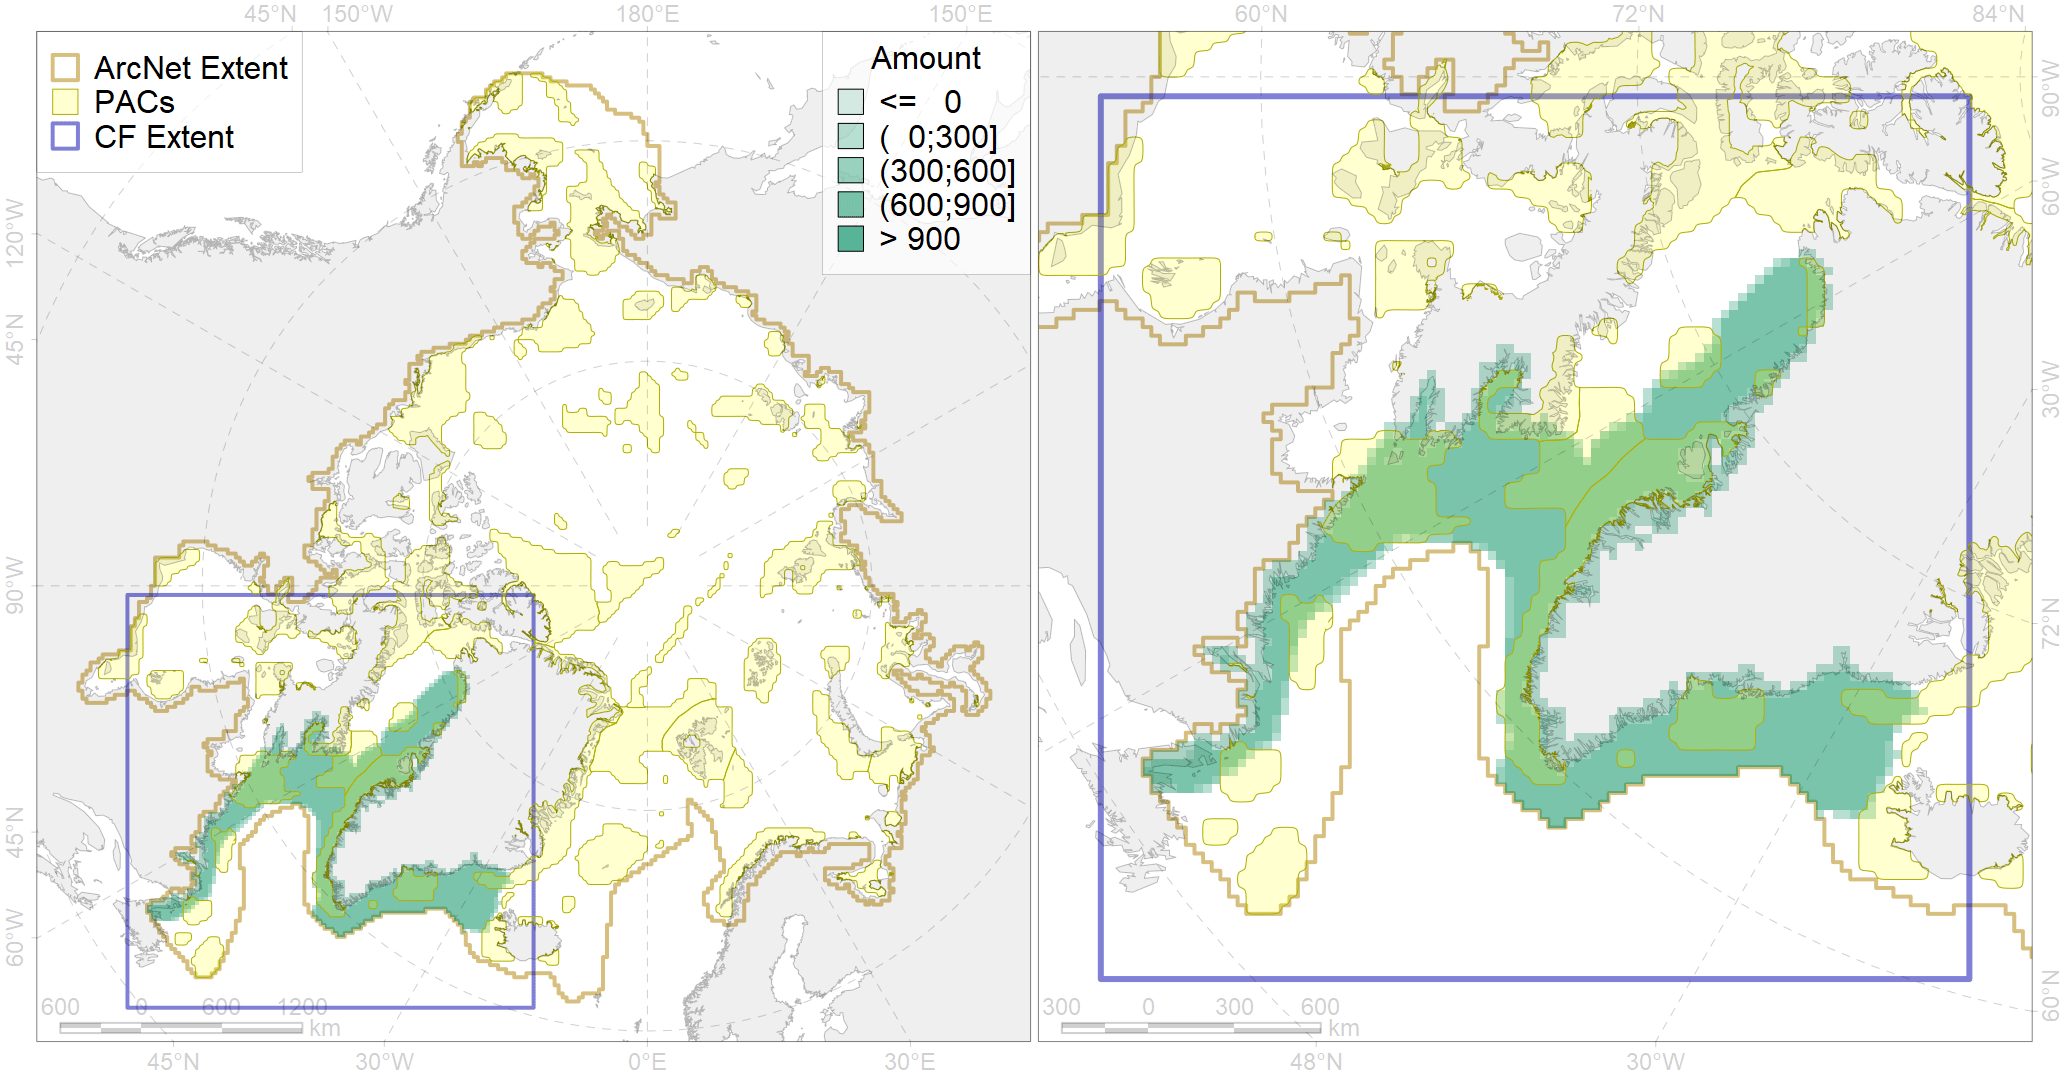 45°N 150°W 180°E 150°E 60°N 72°N 84°N
ArcNet Extent
PACs
CF Extent
Amount
<= 0
( 0;300]
(300;600]
(600;900]
> 900
120°W
45°N
90°W
45°N
60°W
90°W
60°W
30°W
72°N
60°N
600 0 600 1200
km
300 0 300 600
km
45°N 30°W 0°E 30°E 48°N 30°W